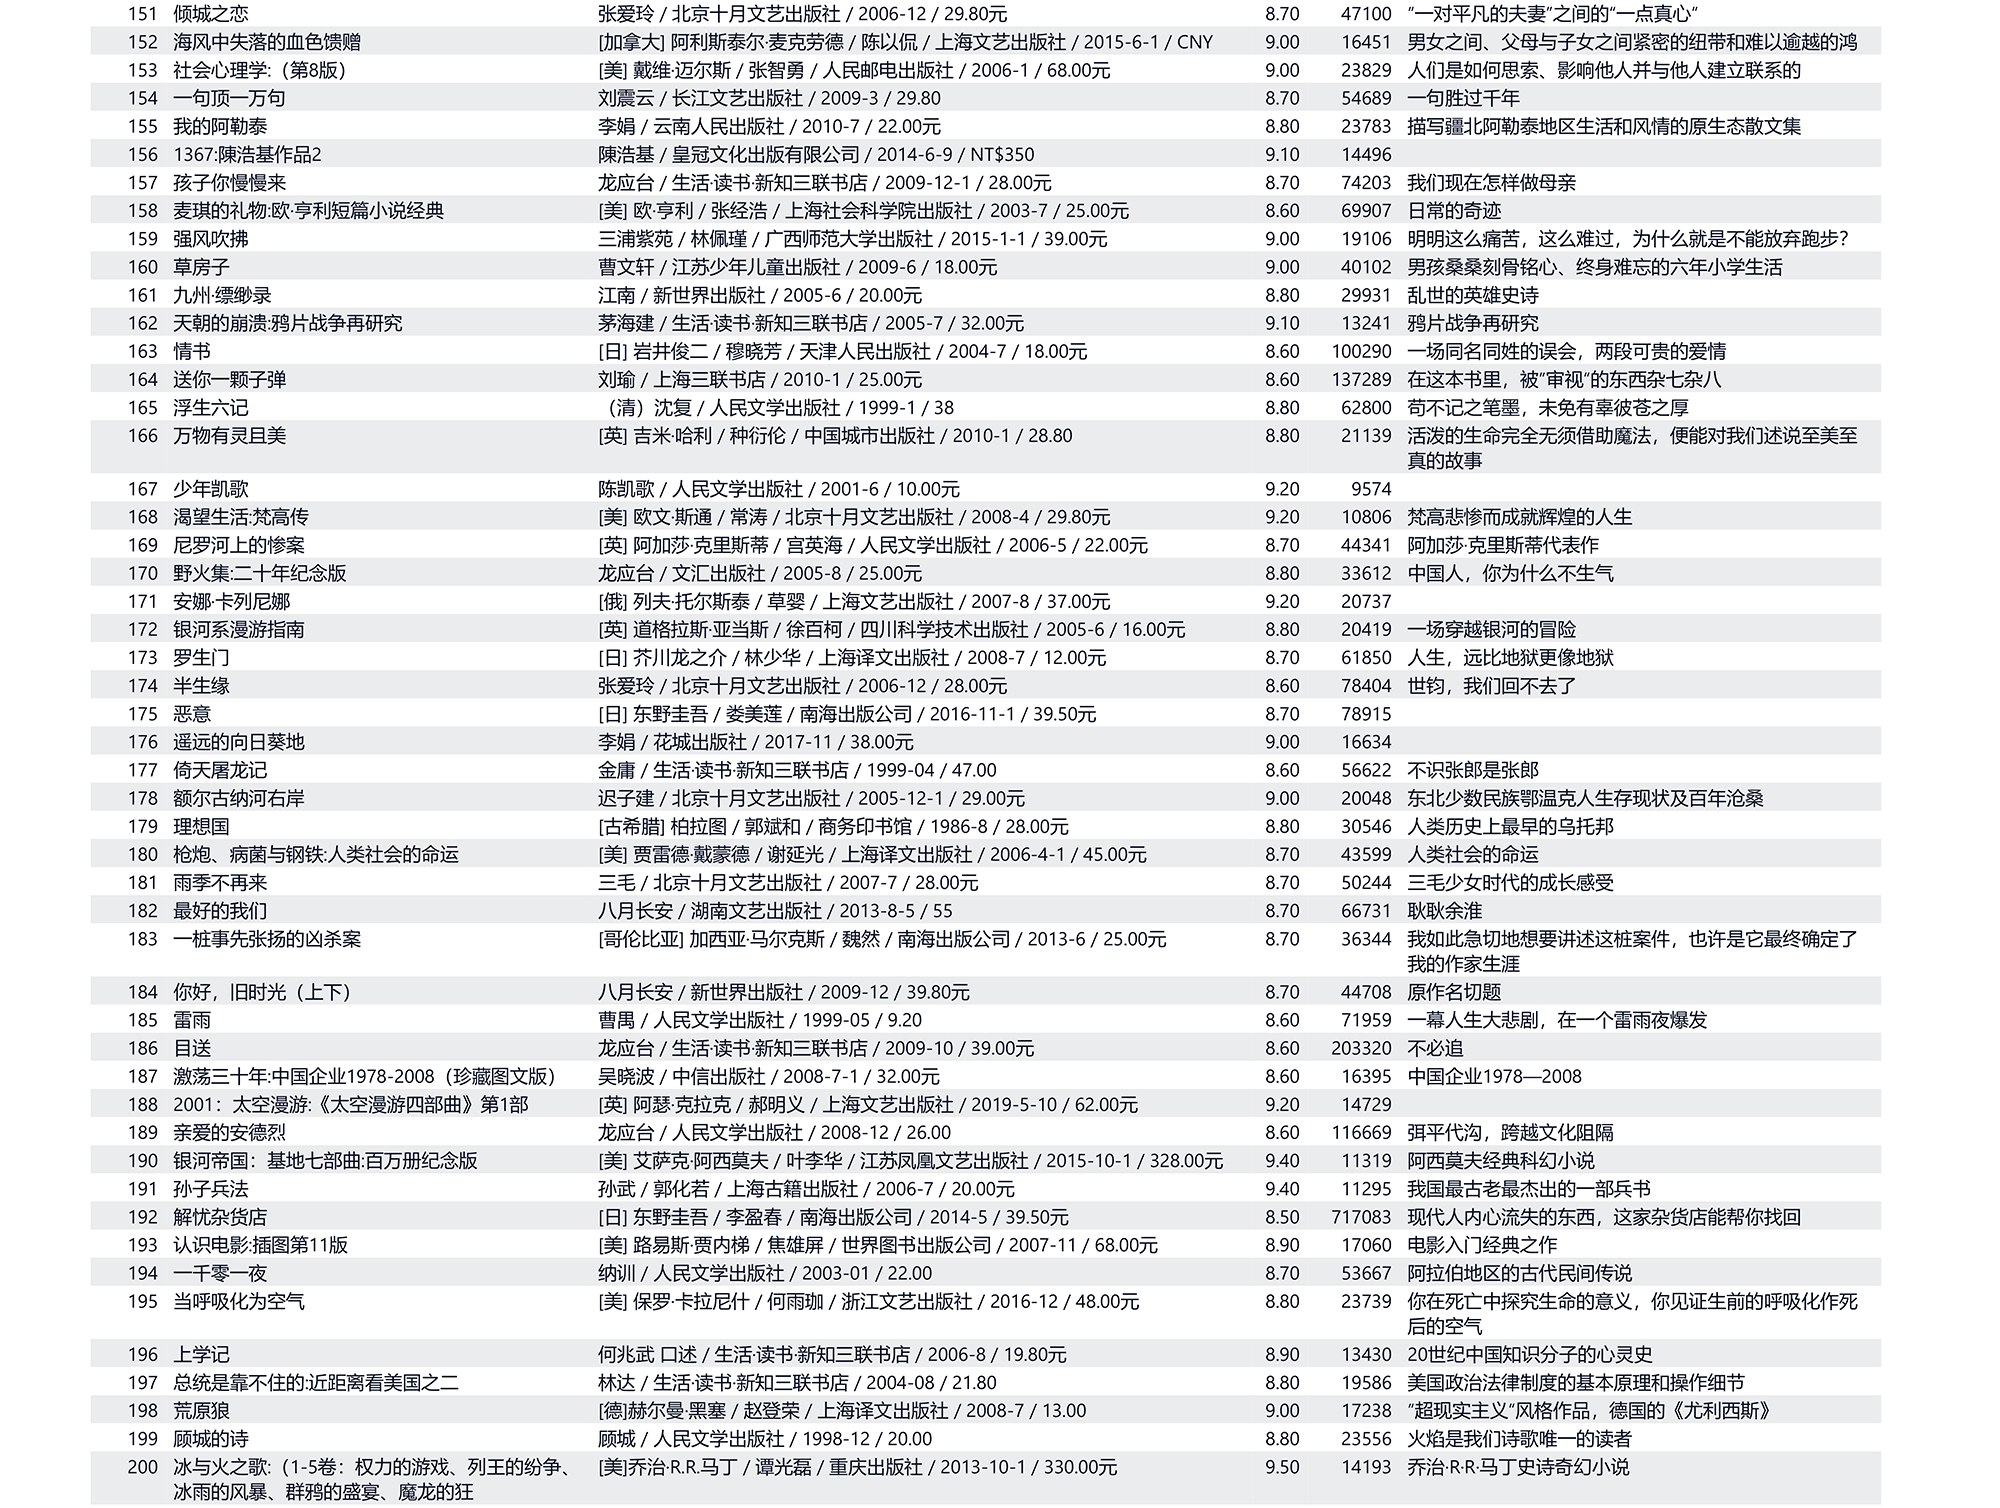 151 倾城之恋 张爱玲 / 北京十月文艺出版社 / 2006-12 / 29.80元 8.70 47100 "一对平凡的夫妻"之间的"一点真心"
152 海风中失落的血色馈赠 [加拿大] 阿利斯泰尔·麦克劳德 / 陈以侃 / 上海文艺出版社 / 2015-6-1 / CNY 9.00 16451 男女之间、父母与子女之间紧密的纽带和难以逾越的鸿
153 社会心理学:（第8版） [美] 戴维·迈尔斯 / 张智勇 / 人民邮电出版社 / 2006-1 / 68.00元 9.00 23829 人们是如何思索、影响他人并与他人建立联系的
154 一句顶一万句 刘震云 / 长江文艺出版社 / 2009-3 / 29.80 8.70 54689 一句胜过千年
155 我的阿勒泰 李娟 / 云南人民出版社 / 2010-7 / 22.00元 8.80 23783 描写疆北阿勒泰地区生活和风情的原生态散文集
156 1367:陳浩基作品2 陳浩基 / 皇冠文化出版有限公司 / 2014-6-9 / NT$350 9.10 14496
157 孩子你慢慢来 龙应台 / 生活·读书·新知三联书店 / 2009-12-1 / 28.00元 8.70 74203 我们现在怎样做母亲
158 麦琪的礼物:欧·亨利短篇小说经典 [美] 欧·亨利 / 张经浩 / 上海社会科学院出版社 / 2003-7 / 25.00元 8.60 69907 日常的奇迹
159 强风吹拂 三浦紫苑 / 林佩瑾 / 广西师范大学出版社 / 2015-1-1 / 39.00元 9.00 19106 明明这么痛苦，这么难过，为什么就是不能放弃跑步？
160 草房子 曹文轩 / 江苏少年儿童出版社 / 2009-6 / 18.00元 9.00 40102 男孩桑桑刻骨铭心、终身难忘的六年小学生活
161 九州·缥缈录 江南 / 新世界出版社 / 2005-6 / 20.00元 8.80 29931 乱世的英雄史诗
162 天朝的崩溃:鸦片战争再研究 茅海建 / 生活·读书·新知三联书店 / 2005-7 / 32.00元 9.10 13241 鸦片战争再研究
163 情书 [日] 岩井俊二 / 穆晓芳 / 天津人民出版社 / 2004-7 / 18.00元 8.60 100290 一场同名同姓的误会，两段可贵的爱情
164 送你一颗子弹 刘瑜 / 上海三联书店 / 2010-1 / 25.00元 8.60 137289 在这本书里，被"审视"的东西杂七杂八
165 浮生六记 （清）沈复 / 人民文学出版社 / 1999-1 / 38 8.80 62800 苟不记之笔墨，未免有辜彼苍之厚
166 万物有灵且美 [英] 吉米·哈利 / 种衍伦 / 中国城市出版社 / 2010-1 / 28.80 8.80 21139 活泼的生命完全无须借助魔法，便能对我们述说至美至
真的故事
167 少年凯歌 陈凯歌 / 人民文学出版社 / 2001-6 / 10.00元 9.20 9574
168 渴望生活:梵高传 [美] 欧文·斯通 / 常涛 / 北京十月文艺出版社 / 2008-4 / 29.80元 9.20 10806 梵高悲惨而成就辉煌的人生
169 尼罗河上的惨案 [英] 阿加莎·克里斯蒂 / 宫英海 / 人民文学出版社 / 2006-5 / 22.00元 8.70 44341 阿加莎·克里斯蒂代表作
170 野火集:二十年纪念版 龙应台 / 文汇出版社 / 2005-8 / 25.00元 8.80 33612 中国人，你为什么不生气
171 安娜·卡列尼娜 [俄] 列夫·托尔斯泰 / 草婴 / 上海文艺出版社 / 2007-8 / 37.00元 9.20 20737
172 银河系漫游指南 [英] 道格拉斯·亚当斯 / 徐百柯 / 四川科学技术出版社 / 2005-6 / 16.00元 8.80 20419 一场穿越银河的冒险
173 罗生门 [日] 芥川龙之介 / 林少华 / 上海译文出版社 / 2008-7 / 12.00元 8.70 61850 人生，远比地狱更像地狱
174 半生缘 张爱玲 / 北京十月文艺出版社 / 2006-12 / 28.00元 8.60 78404 世钧，我们回不去了
175 恶意 [日] 东野圭吾 / 娄美莲 / 南海出版公司 / 2016-11-1 / 39.50元 8.70 78915
176 遥远的向日葵地 李娟 / 花城出版社 / 2017-11 / 38.00元 9.00 16634
177 倚天屠龙记 金庸 / 生活·读书·新知三联书店 / 1999-04 / 47.00 8.60 56622 不识张郎是张郎
178 额尔古纳河右岸 迟子建 / 北京十月文艺出版社 / 2005-12-1 / 29.00元 9.00 20048 东北少数民族鄂温克人生存现状及百年沧桑
179 理想国 [古希腊] 柏拉图 / 郭斌和 / 商务印书馆 / 1986-8 / 28.00元 8.80 30546 人类历史上最早的乌托邦
180 枪炮、病菌与钢铁:人类社会的命运 [美] 贾雷德·戴蒙德 / 谢延光 / 上海译文出版社 / 2006-4-1 / 45.00元 8.70 43599 人类社会的命运
181 雨季不再来 三毛 / 北京十月文艺出版社 / 2007-7 / 28.00元 8.70 50244 三毛少女时代的成长感受
182 最好的我们 八月长安 / 湖南文艺出版社 / 2013-8-5 / 55 8.70 66731 耿耿余淮
183 一桩事先张扬的凶杀案 [哥伦比亚] 加西亚·马尔克斯 / 魏然 / 南海出版公司 / 2013-6 / 25.00元 8.70 36344 我如此急切地想要讲述这桩案件，也许是它最终确定了
我的作家生涯
184 你好，旧时光（上下） 八月长安 / 新世界出版社 / 2009-12 / 39.80元 8.70 44708 原作名切题
185 雷雨 曹禺 / 人民文学出版社 / 1999-05 / 9.20 8.60 71959 一幕人生大悲剧，在一个雷雨夜爆发
186 目送 龙应台 / 生活·读书·新知三联书店 / 2009-10 / 39.00元 8.60 203320 不必追
187 激荡三十年:中国企业1978-2008（珍藏图文版） 吴晓波 / 中信出版社 / 2008-7-1 / 32.00元 8.60 16395 中国企业1978—2008
188 2001：太空漫游:《太空漫游四部曲》第1部 [英] 阿瑟·克拉克 / 郝明义 / 上海文艺出版社 / 2019-5-10 / 62.00元 9.20 14729
189 亲爱的安德烈 龙应台 / 人民文学出版社 / 2008-12 / 26.00 8.60 116669 弭平代沟，跨越文化阻隔
190 银河帝国：基地七部曲:百万册纪念版 [美] 艾萨克·阿西莫夫 / 叶李华 / 江苏凤凰文艺出版社 / 2015-10-1 / 328.00元 9.40 11319 阿西莫夫经典科幻小说
191 孙子兵法 孙武 / 郭化若 / 上海古籍出版社 / 2006-7 / 20.00元 9.40 11295 我国最古老最杰出的一部兵书
192 解忧杂货店 [日] 东野圭吾 / 李盈春 / 南海出版公司 / 2014-5 / 39.50元 8.50 717083 现代人内心流失的东西，这家杂货店能帮你找回
193 认识电影:插图第11版 [美] 路易斯·贾内梯 / 焦雄屏 / 世界图书出版公司 / 2007-11 / 68.00元 8.90 17060 电影入门经典之作
194 一千零一夜 纳训 / 人民文学出版社 / 2003-01 / 22.00 8.70 53667 阿拉伯地区的古代民间传说
195 当呼吸化为空气 [美] 保罗·卡拉尼什 / 何雨珈 / 浙江文艺出版社 / 2016-12 / 48.00元 8.80 23739 你在死亡中探究生命的意义，你见证生前的呼吸化作死
后的空气
196 上学记 何兆武 口述 / 生活·读书·新知三联书店 / 2006-8 / 19.80元 8.90 13430 20世纪中国知识分子的心灵史
197 总统是靠不住的:近距离看美国之二 林达 / 生活·读书·新知三联书店 / 2004-08 / 21.80 8.80 19586 美国政治法律制度的基本原理和操作细节
198 荒原狼 [德]赫尔曼·黑塞 / 赵登荣 / 上海译文出版社 / 2008-7 / 13.00 9.00 17238 "超现实主义"风格作品，德国的《尤利西斯》
199 顾城的诗 顾城 / 人民文学出版社 / 1998-12 / 20.00 8.80 23556 火焰是我们诗歌唯一的读者
200 冰与火之歌:（1-5卷：权力的游戏、列王的纷争、 [美]乔治·R.R.马丁 / 谭光磊 / 重庆出版社 / 2013-10-1 / 330.00元 9.50 14193 乔治·R·R·马丁史诗奇幻小说
冰雨的风暴、群鸦的盛宴、魔龙的狂